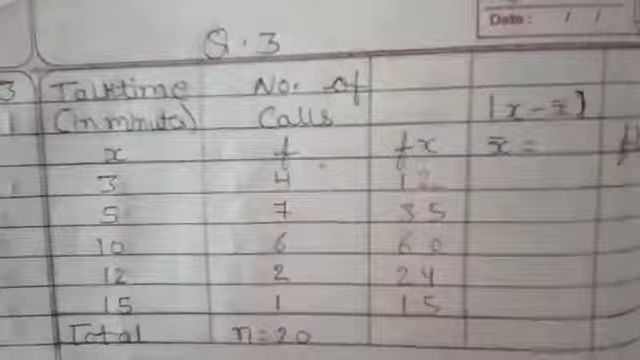 Date: / /
Q.3
3 Talktime No. of
(In minutes) Calls |x - x̄|
x f fx x̄ =
3 4 12
5 7 35
10 6 60
12 2 24
15 1 15
Total n=20